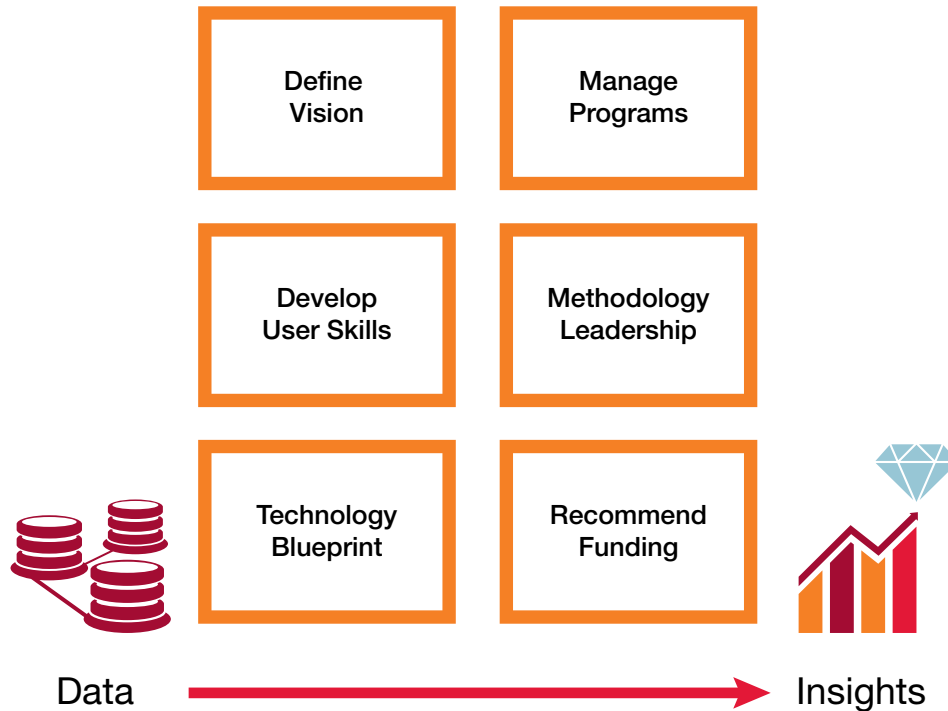 Define
Vision
Manage
Programs
Develop
User Skills
Methodology
Leadership
Technology
Blueprint
Recommend
Funding
Data
Insights